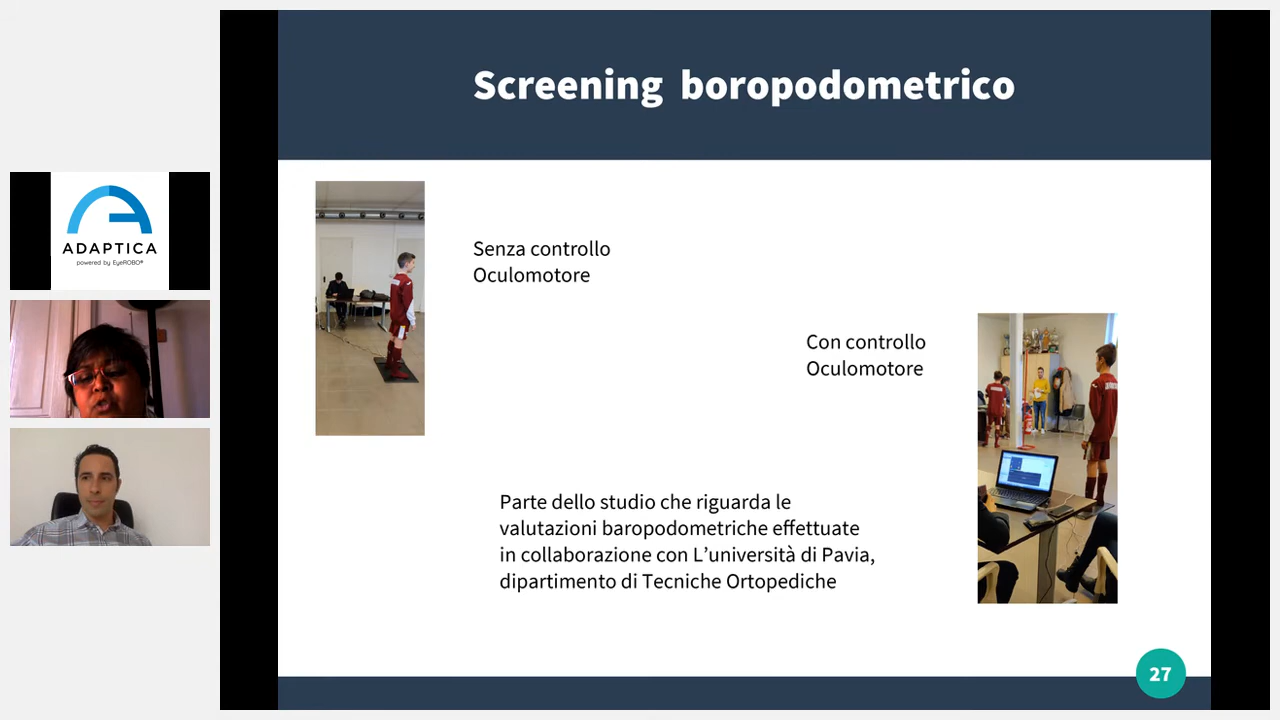 Screening boropodometrico
ADAPTICA
powered by EyeROBO®
Senza controllo
Oculomotore
Con controllo
Oculomotore
Parte dello studio che riguarda le
valutazioni baropodometriche effettuate
in collaborazione con L’università di Pavia,
dipartimento di Tecniche Ortopediche
27